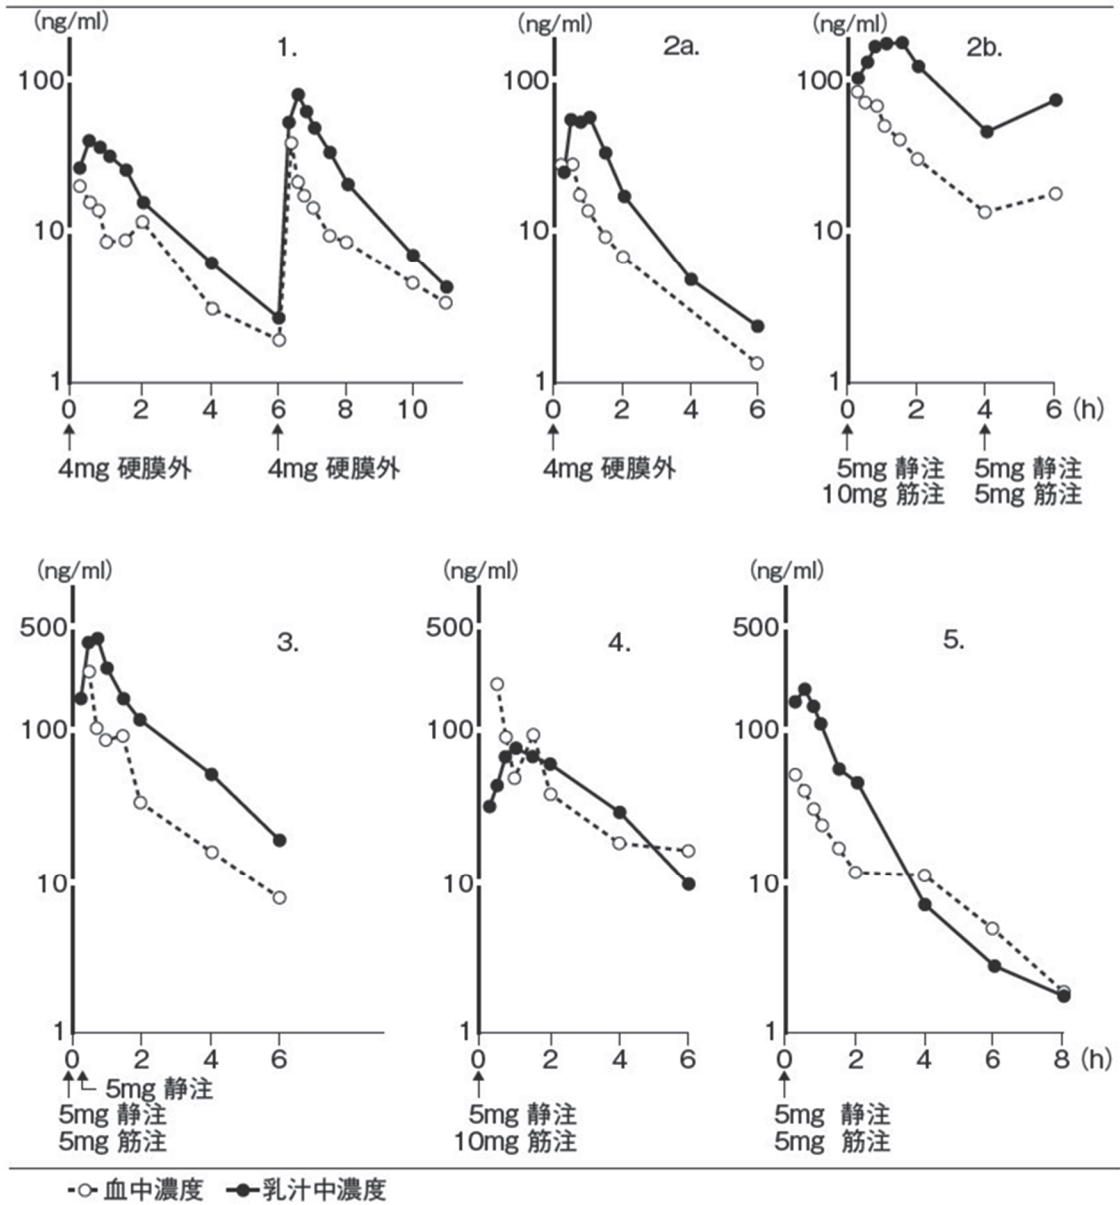 (ng/ml)
1.
100
10
1
0 2 4 6 8 10
4mg 硬膜外 4mg 硬膜外
(ng/ml)
2a.
100
10
1
0 2 4 6
4mg 硬膜外
(ng/ml)
2b.
100
10
1
0 2 4 6 (h)
5mg 静注 5mg 静注
10mg 筋注 5mg 筋注
(ng/ml)
3.
500
100
10
1
0 2 4 6
5mg 静注
5mg 静注
5mg 筋注
(ng/ml)
4.
500
100
10
1
0 2 4 6
5mg 静注
10mg 筋注
(ng/ml)
5.
500
100
10
1
0 2 4 6 8 (h)
5mg 静注
5mg 筋注
血中濃度 乳汁中濃度